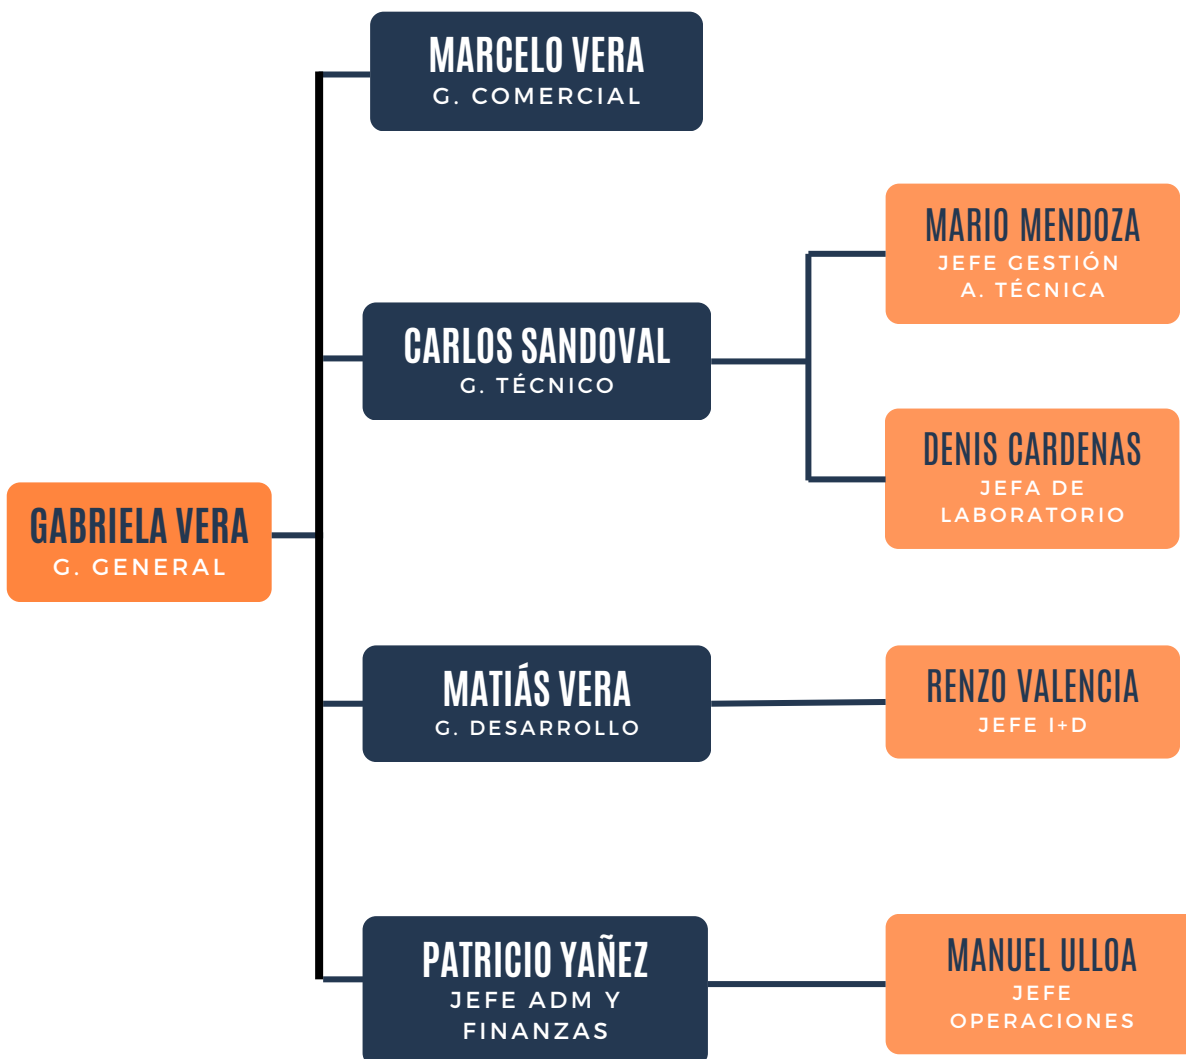 MARCELO VERA
G. COMERCIAL
MARIO MENDOZA
JEFE GESTIÓN
A. TÉCNICA
CARLOS SANDOVAL
G. TÉCNICO
DENIS CARDENAS
JEFA DE
LABORATORIO
GABRIELA VERA
G. GENERAL
MATIÁS VERA
G. DESARROLLO
RENZO VALENCIA
JEFE I+D
PATRICIO YAÑEZ
JEFE ADM Y
FINANZAS
MANUEL ULLOA
JEFE
OPERACIONES